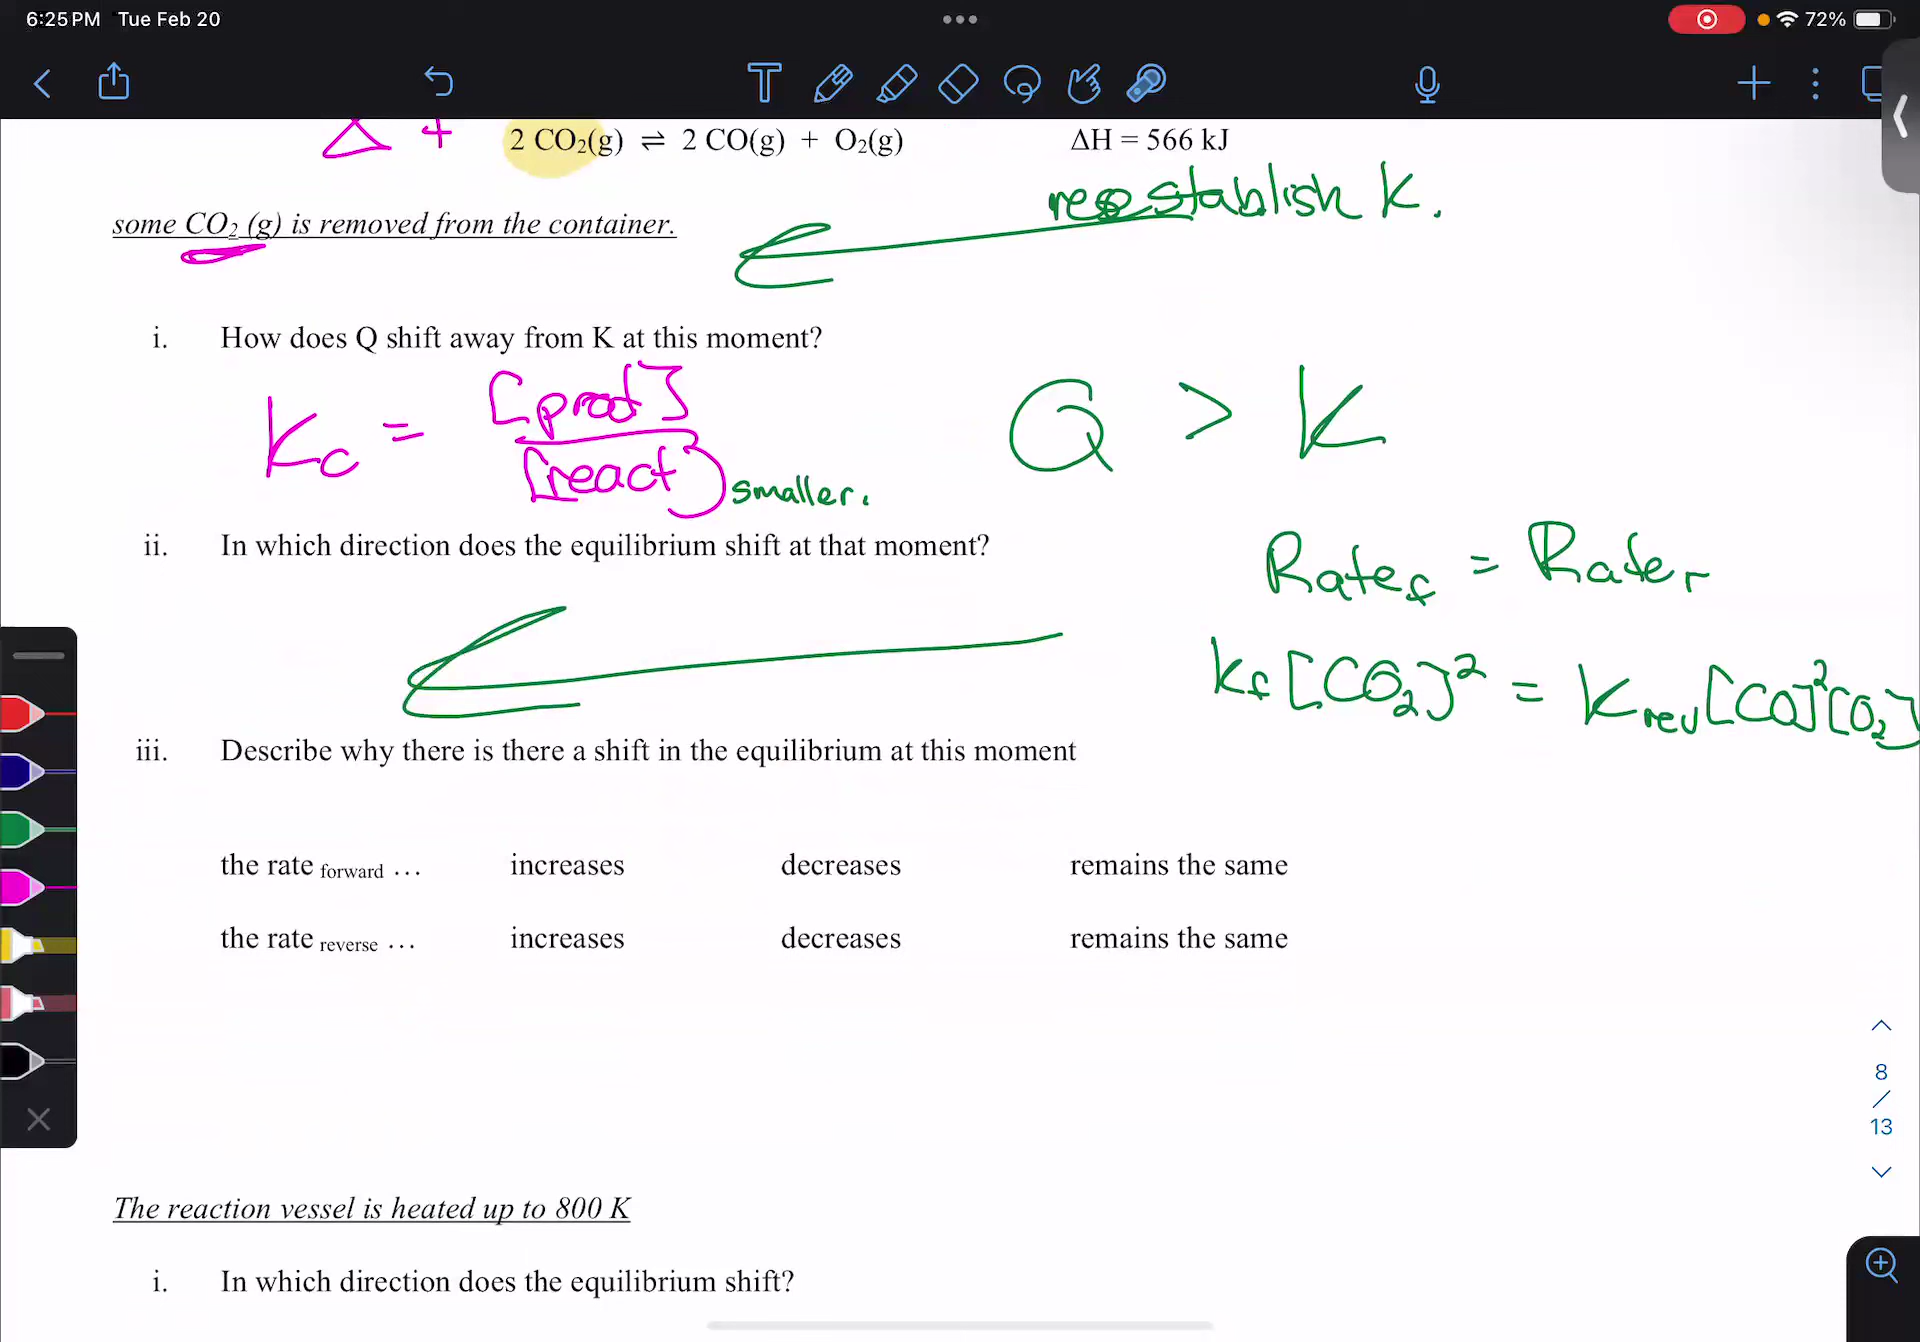 6:25 PM Tue Feb 20
72%
Δ + 2 CO₂(g) ⇌ 2 CO(g) + O₂(g) ΔH = 566 kJ
reestablish K.
some CO₂ (g) is removed from the container.
i. How does Q shift away from K at this moment?
Kc = [prod] / [react] smaller. Q > K
ii. In which direction does the equilibrium shift at that moment?
Rate f = Rate r
kf [CO₂]² = krev [CO]² [O₂]
iii. Describe why there is there a shift in the equilibrium at this moment
the rate forward … increases decreases remains the same
the rate reverse … increases decreases remains the same
8
/
13
The reaction vessel is heated up to 800 K
i. In which direction does the equilibrium shift?